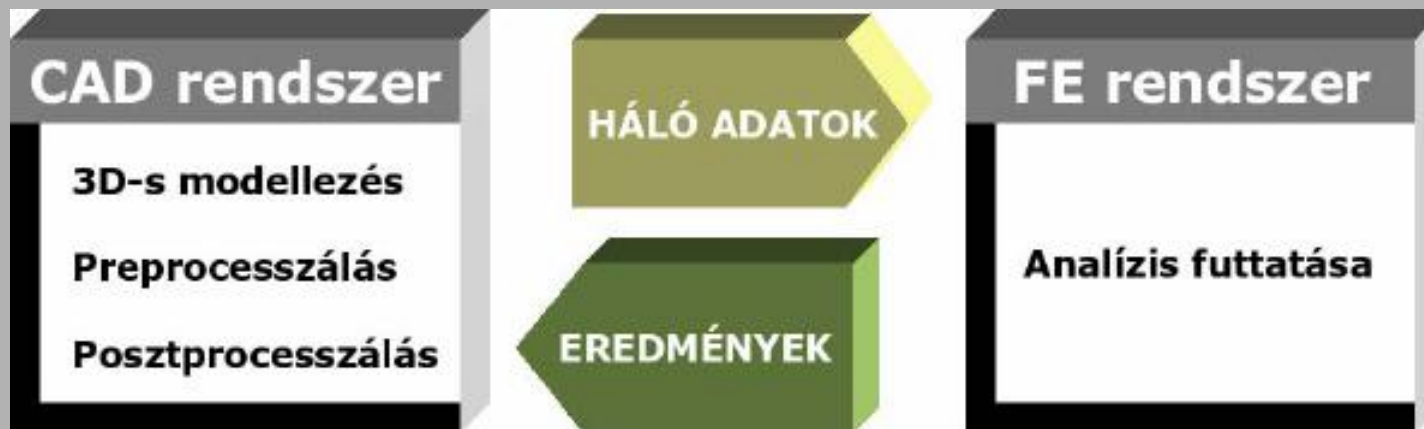 CAD rendszer
3D-s modellezés
Preprocesszálás
Posztprocesszálás
HÁLÓ ADATOK
EREDMÉNYEK
FE rendszer
Analízis futtatása